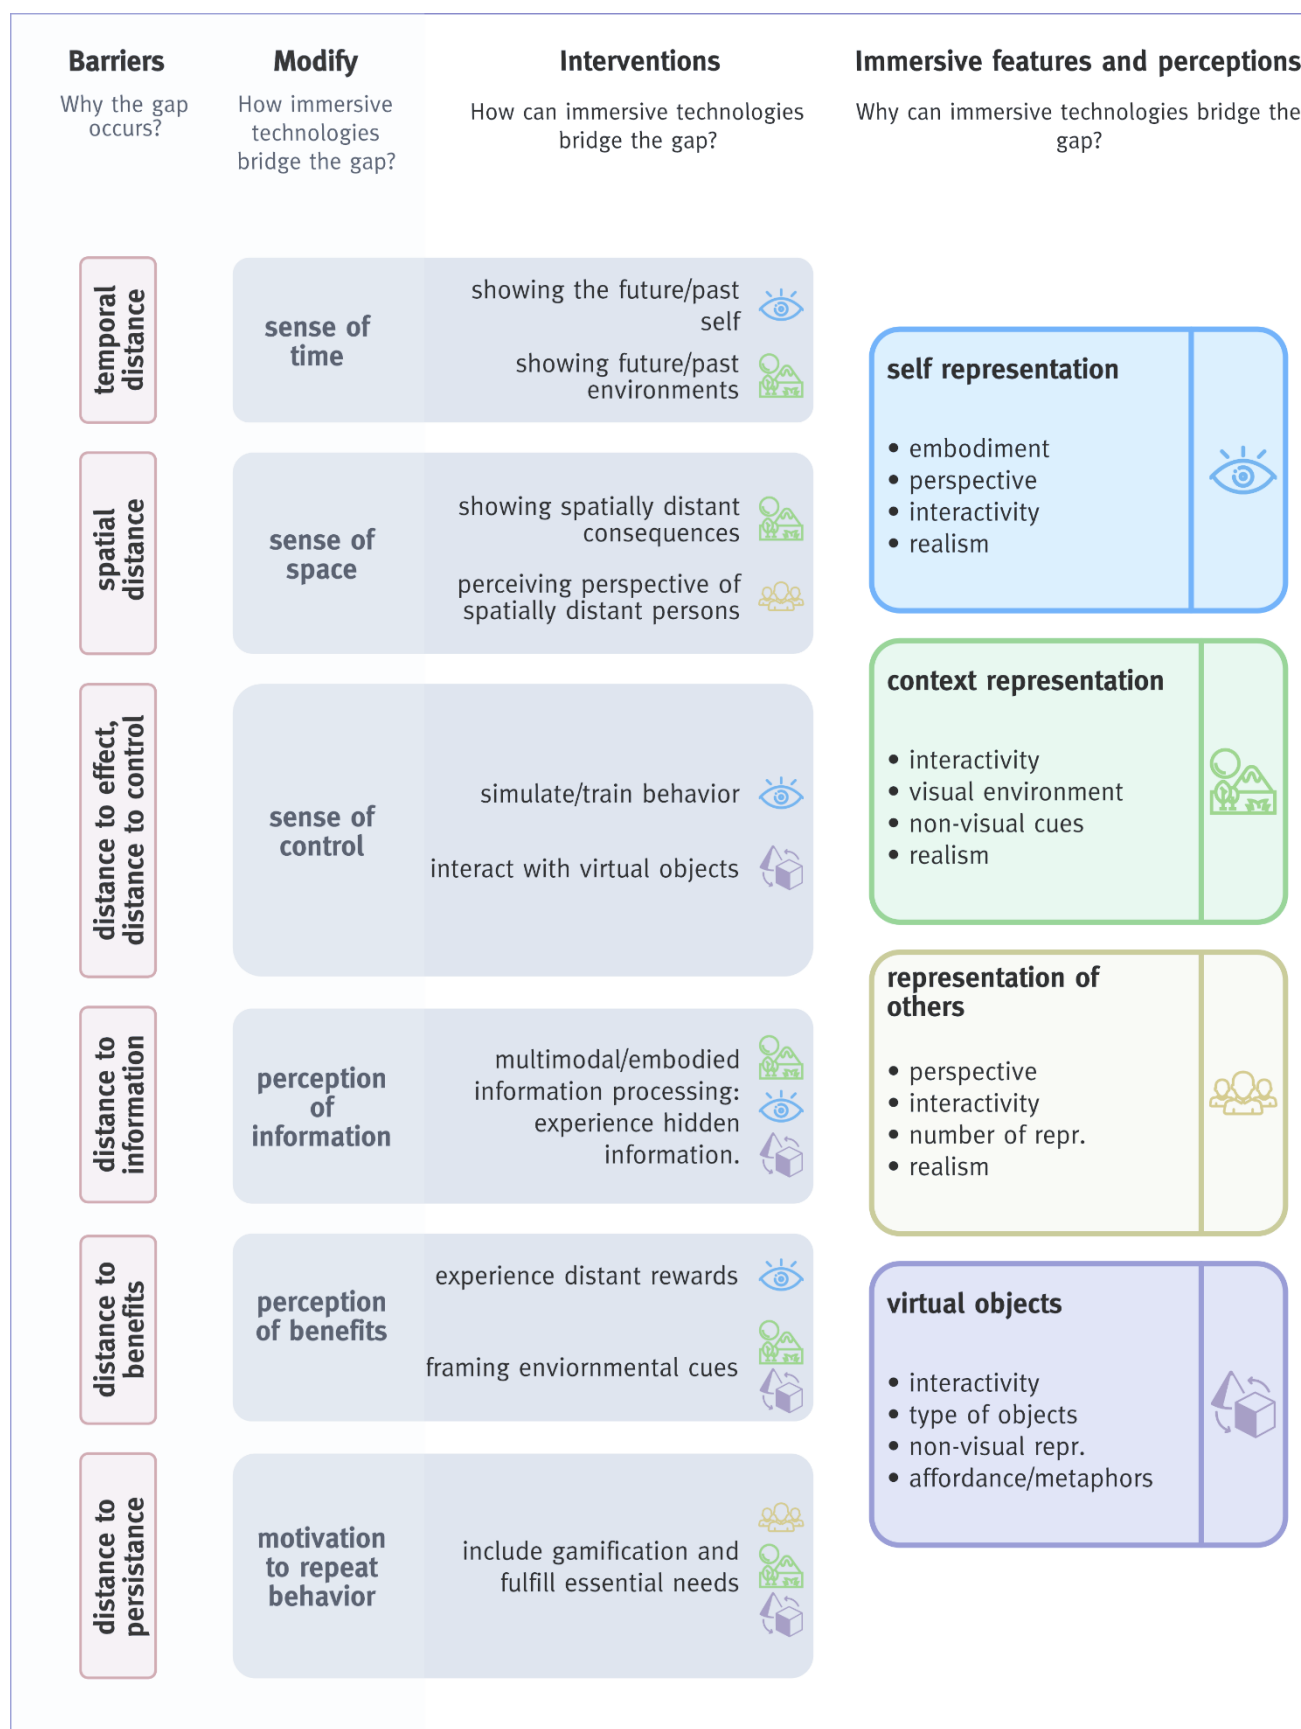 Barriers
Why the gap
occurs?
Modify
How immersive
technologies
bridge the gap?
Interventions
How can immersive technologies
bridge the gap?
Immersive features and perceptions
Why can immersive technologies bridge the
gap?
temporal
distance
sense of
time
showing the future/past
self
showing future/past
environments
spatial
distance
sense of
space
showing spatially distant
consequences
perceiving perspective of
spatially distant persons
distance to effect,
distance to control
sense of
control
simulate/train behavior
interact with virtual objects
distance to
information
perception
of
information
multimodal/embodied
information processing:
experience hidden
information.
distance to
benefits
perception
of benefits
experience distant rewards
framing enviornmental cues
distance to
persistance
motivation
to repeat
behavior
include gamification and
fulfill essential needs
self representation
• embodiment
• perspective
• interactivity
• realism
context representation
• interactivity
• visual environment
• non-visual cues
• realism
representation of
others
• perspective
• interactivity
• number of repr.
• realism
virtual objects
• interactivity
• type of objects
• non-visual repr.
• affordance/metaphors